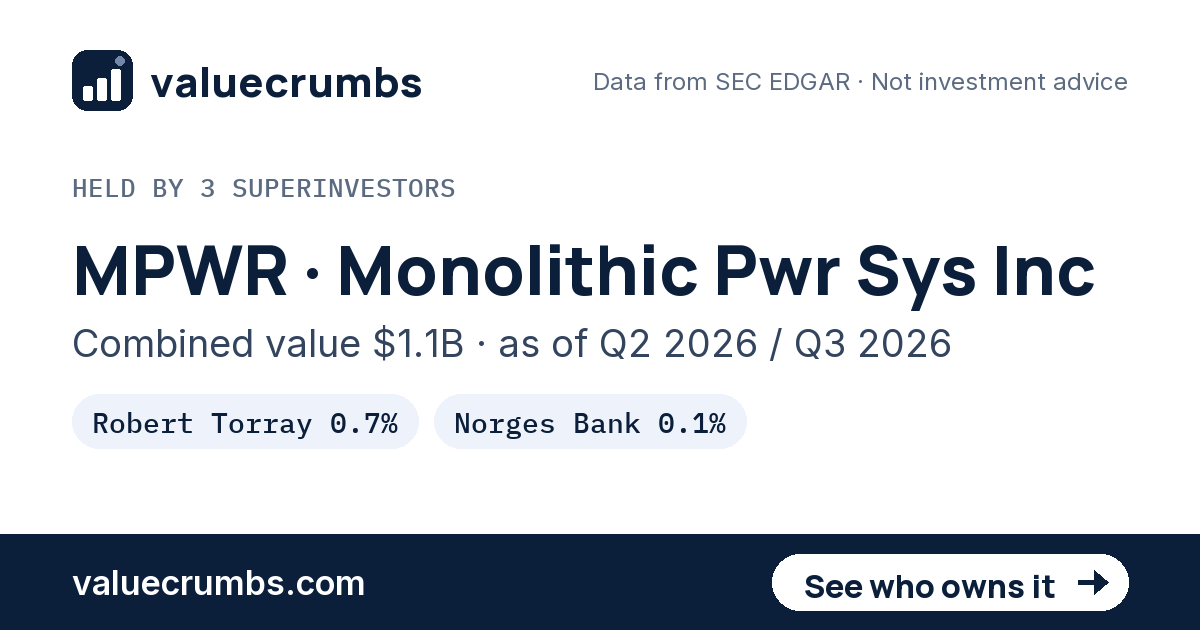 valuecrumbs
Data from SEC EDGAR · Not investment advice
HELD BY 3 SUPERINVESTORS
MPWR · Monolithic Pwr Sys Inc
Combined value $1.1B · as of Q2 2026 / Q3 2026
Robert Torray 0.7%
Norges Bank 0.1%
valuecrumbs.com
See who owns it →